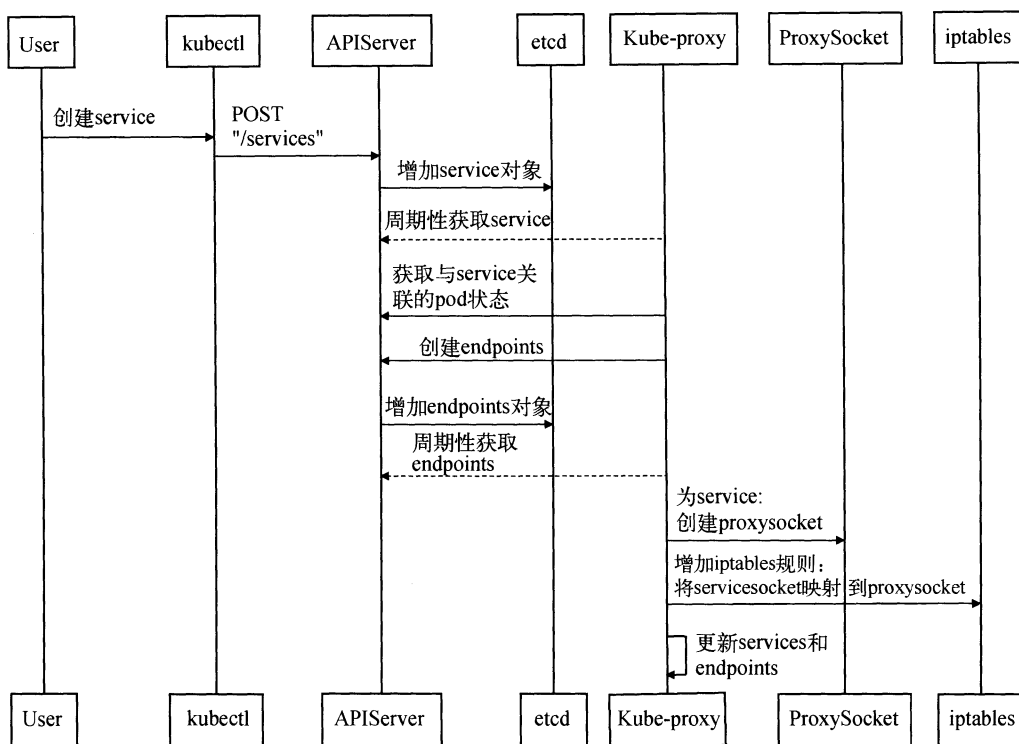 User
kubectl
APIServer
etcd
Kube-proxy
ProxySocket
iptables
创建service
POST
"/services"
增加service对象
周期性获取service
获取与service关
联的pod状态
创建endpoints
增加endpoints对象
周期性获取
endpoints
为service:
创建proxysocket
增加iptables规则：
将servicesocket映射 到proxysocket
更新services和
endpoints
User
kubectl
APIServer
etcd
Kube-proxy
ProxySocket
iptables